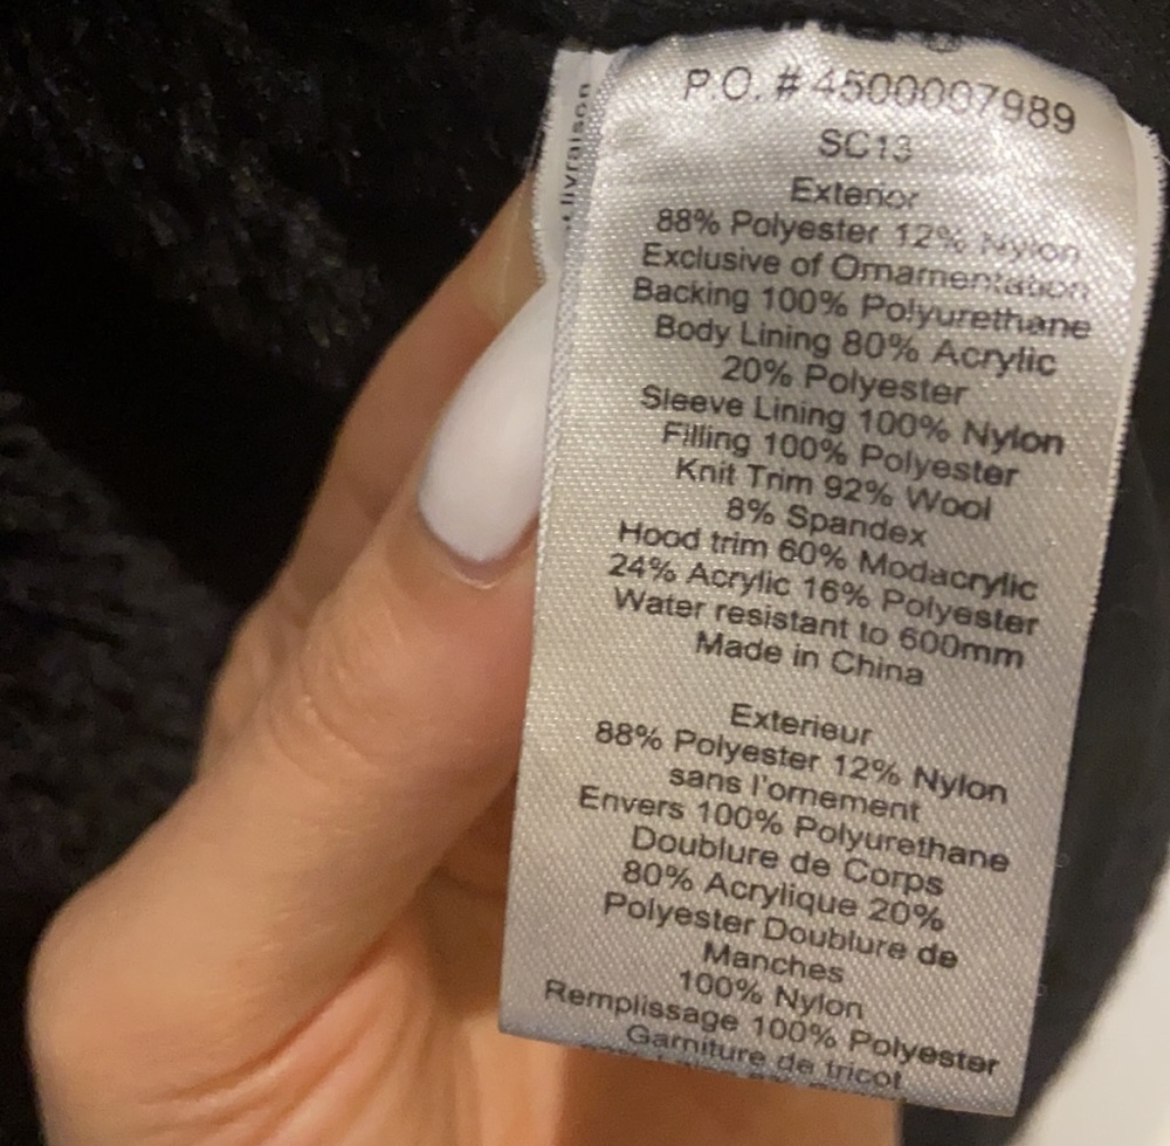 P.O. # 4500007989
SC13
Exterior
88% Polyester 12% Nylon
Exclusive of Ornamentation
Backing 100% Polyurethane
Body Lining 80% Acrylic
20% Polyester
Sleeve Lining 100% Nylon
Filling 100% Polyester
Knit Trim 92% Wool
8% Spandex
Hood trim 60% Modacrylic
24% Acrylic 16% Polyester
Water resistant to 600mm
Made in China
Exterieur
88% Polyester 12% Nylon
sans l'ornement
Envers 100% Polyurethane
Doublure de Corps
80% Acrylique 20%
Polyester Doublure de
Manches
100% Nylon
Remplissage 100% Polyester
Garniture de tricot
livraison